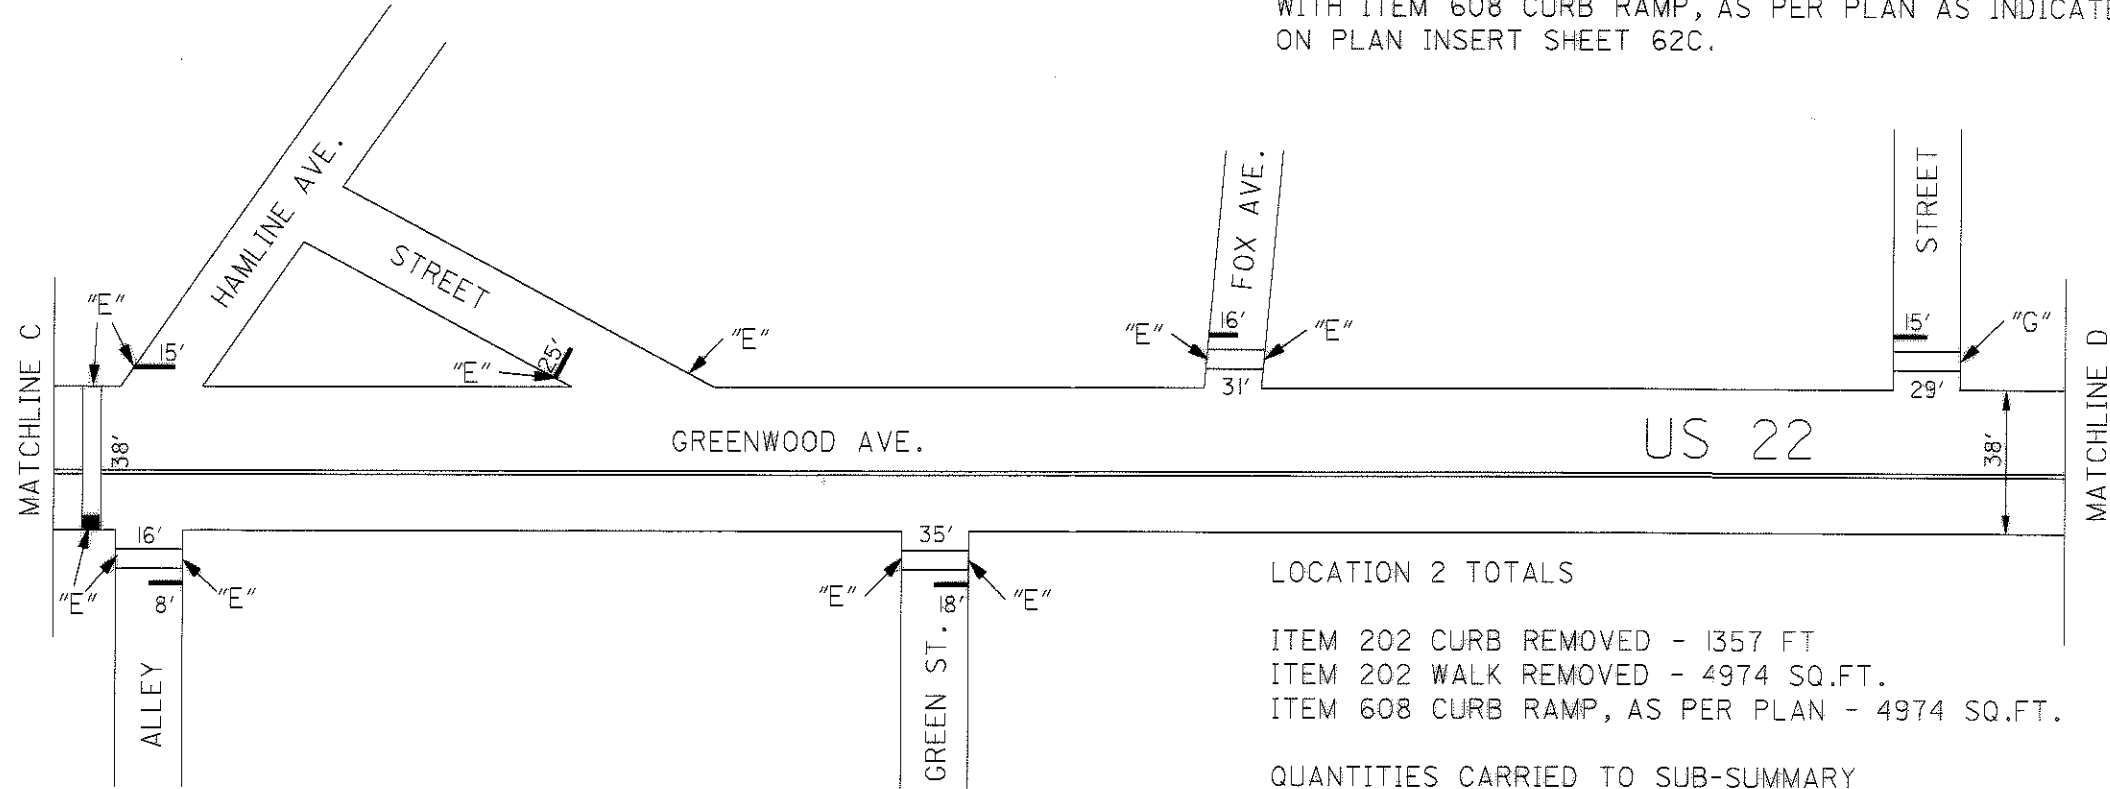 WITH ITEM 608 CURB RAMP, AS PER PLAN AS INDICATE
ON PLAN INSERT SHEET 62C.
HAMLINE AVE.
STREET
FOX AVE.
STREET
MATCHLINE C
"E"
15'
"E"
25'
"E"
"E"
16'
"E"
31'
15'
"G"
29'
MATCHLINE D
38'
GREENWOOD AVE.
US 22
38'
16'
"E"
8'
"E"
ALLEY
35'
"E"
18'
"E"
GREEN ST.
LOCATION 2 TOTALS
ITEM 202 CURB REMOVED - 1357 FT
ITEM 202 WALK REMOVED - 4974 SQ.FT.
ITEM 608 CURB RAMP, AS PER PLAN - 4974 SQ.FT.
QUANTITIES CARRIED TO SUB-SUMMARY